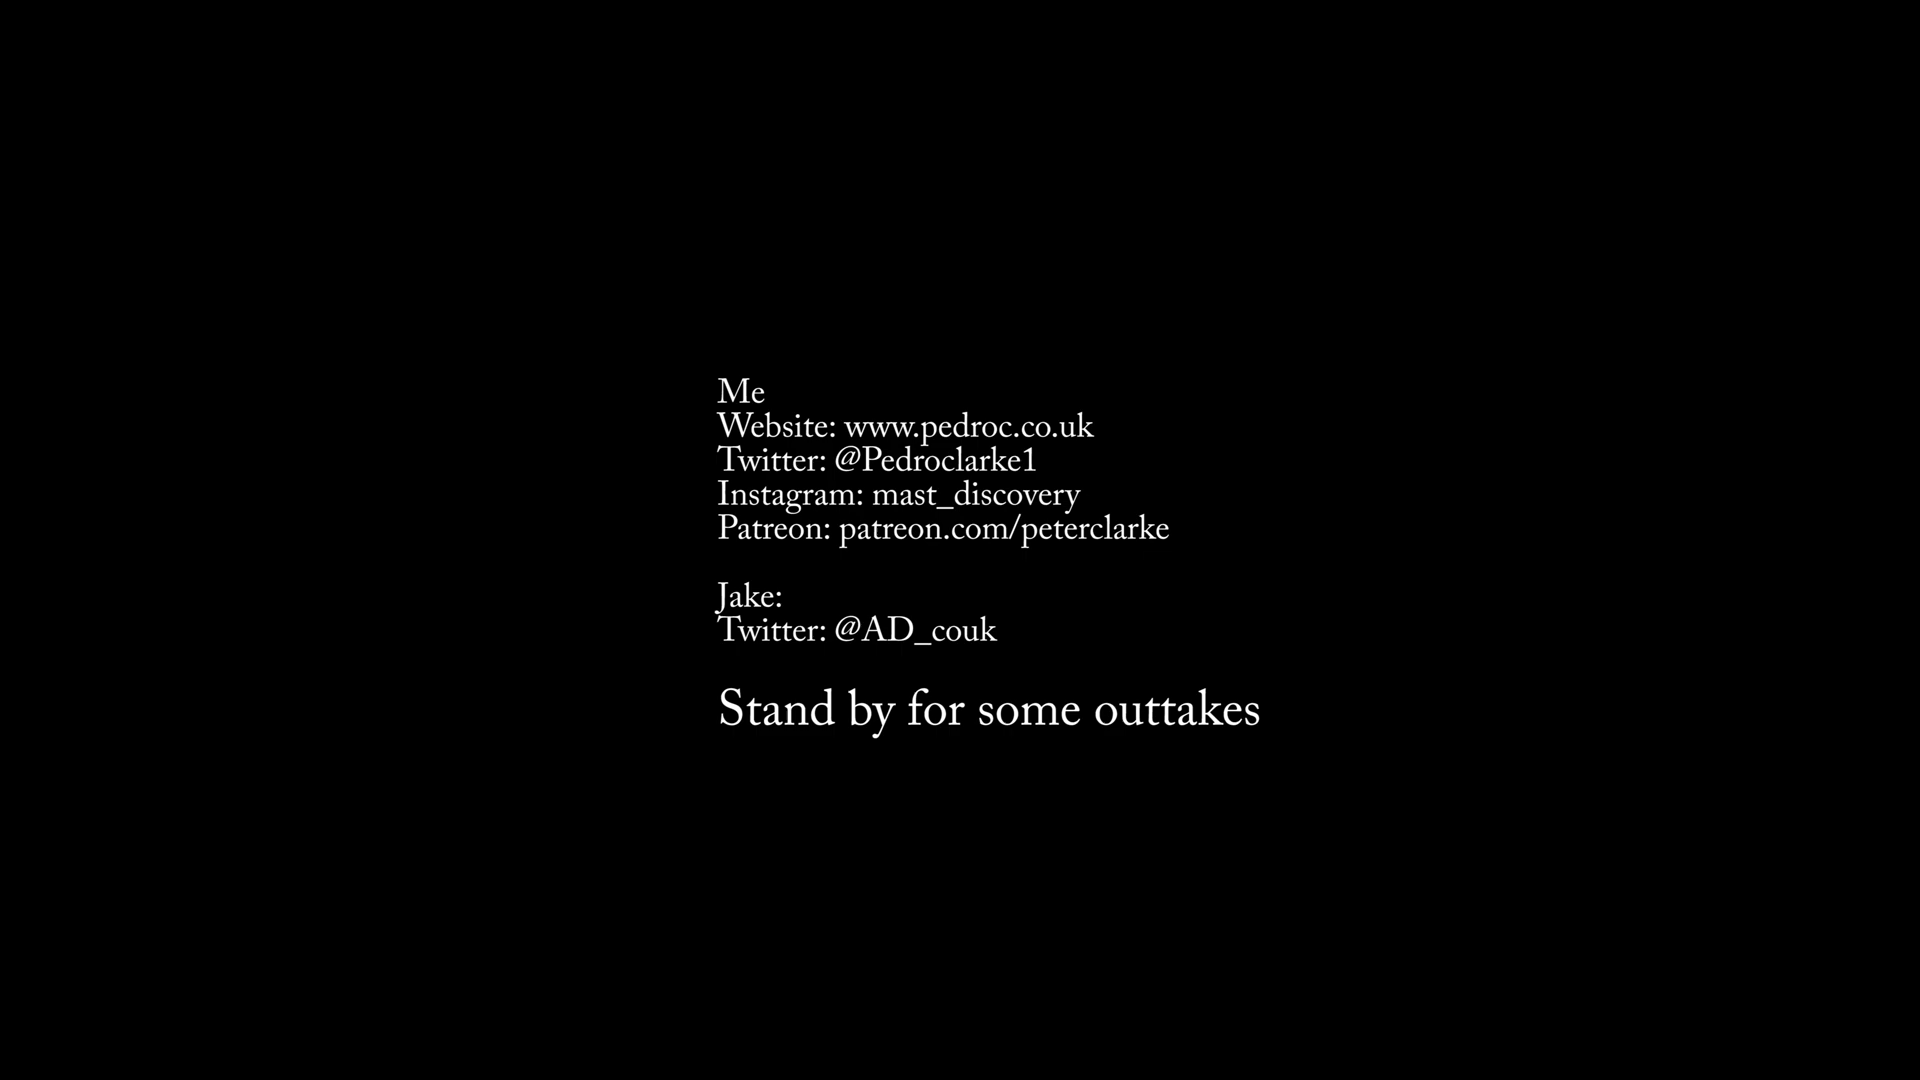 Me
Website: www.pedroc.co.uk
Twitter: @Pedroclarke1
Instagram: mast_discovery
Patreon: patreon.com/peterclarke
Jake:
Twitter: @AD_couk
Stand by for some outtakes